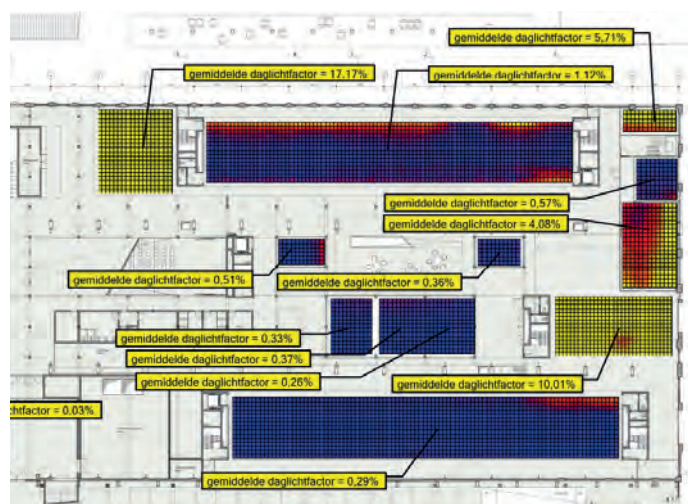 gemiddelde daglichtfactor = 5,71%
gemiddelde daglichtfactor = 17,17%
gemiddelde daglichtfactor = 1,12%
gemiddelde daglichtfactor = 0,57%
gemiddelde daglichtfactor = 4,08%
gemiddelde daglichtfactor = 0,51%
gemiddelde daglichtfactor = 0,36%
gemiddelde daglichtfactor = 0,33%
gemiddelde daglichtfactor = 0,37%
gemiddelde daglichtfactor = 0,26%
gemiddelde daglichtfactor = 10,01%
chtfactor = 0,03%
gemiddelde daglichtfactor = 0,29%